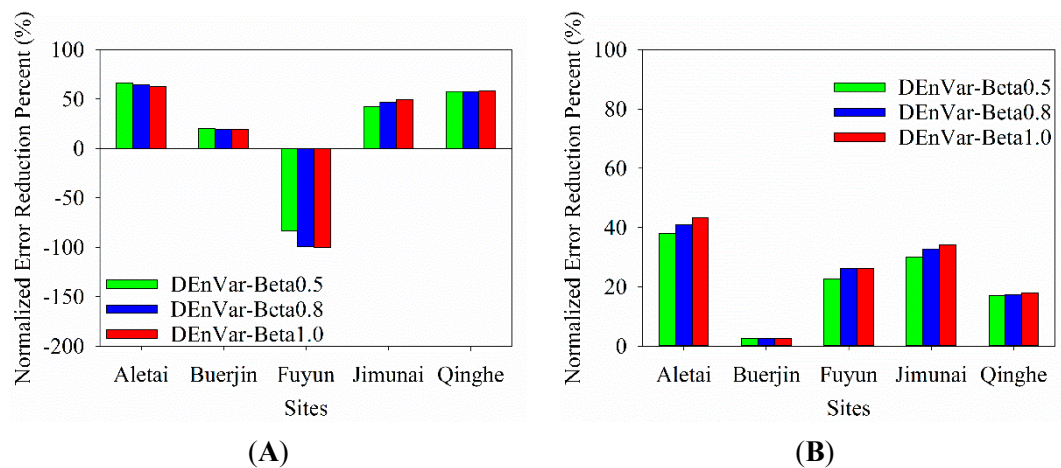 Normalized Error Reduction Percent (%)
100
50
0
-50
-100
-150
-200
DEnVar-Beta0.5
DEnVar-Bcta0.8
DEnVar-Beta1.0
Aletai Buerjin Fuyun Jimunai Qinghe
Sites
(A)
Normalized Error Reduction Percent (%)
100
80
60
40
20
0
DEnVar-Bcta0.5
DEnVar-Beta0.8
DEnVar-Beta1.0
Aletai Buerjin Fuyun Jimunai Qinghe
Sites
(B)